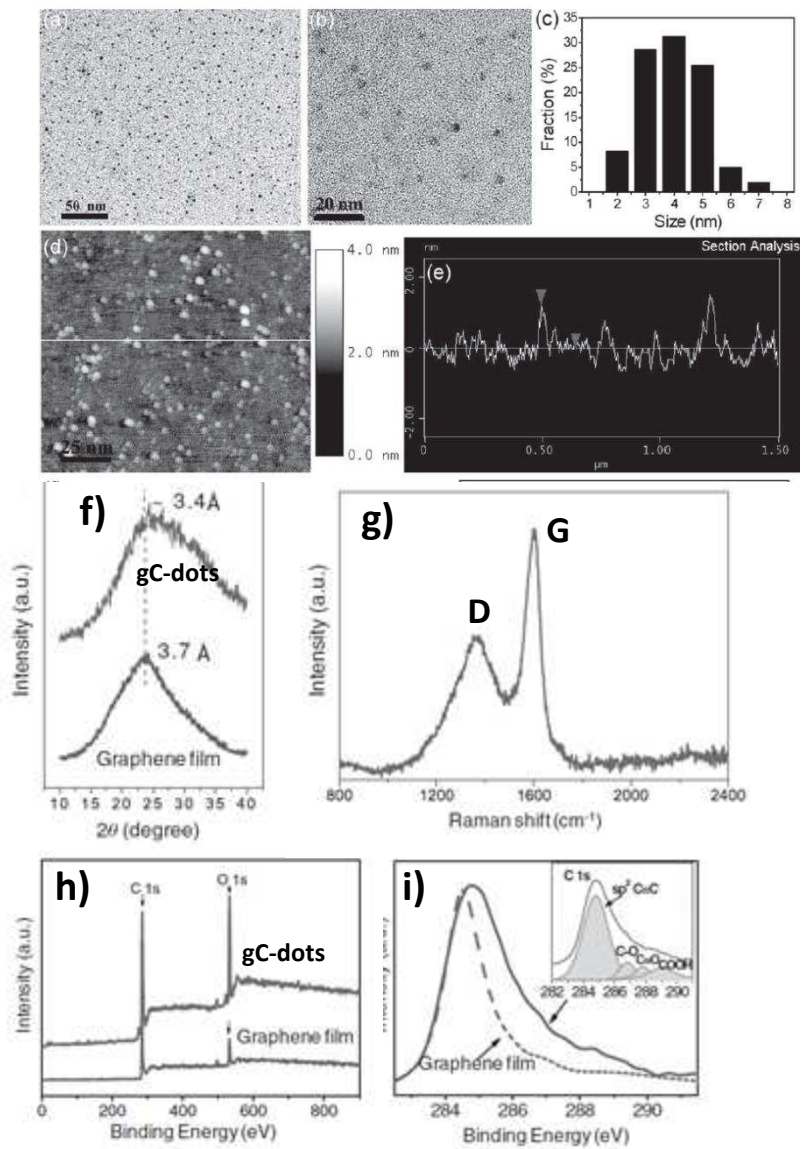 (a)
50 nm
(b)
20 nm
(c)
Fraction (%)
35
30
25
20
15
10
5
0
1 2 3 4 5 6 7 8
Size (nm)
(d)
25 nm
4.0 nm
2.0 nm
0.0 nm
Section Analysis
nm
(e)
2.00
0
-2.00
0 0.50 1.00 1.50
µm
f)
3.4Å
gC-dots
3.7 Å
Graphene film
Intensity (a.u.)
10 15 20 25 30 35 40
2θ (degree)
g)
G
D
Intensity (a.u.)
800 1200 1600 2000 2400
Raman shift (cm⁻¹)
h)
C 1s
O 1s
gC-dots
Graphene film
Intensity (a.u.)
0 200 400 600 800
Binding Energy (eV)
i)
C 1s
sp² C=C
C-O
C=O
COOH
282 284 286 288 290
Graphene film
284 286 288 290
Binding Energy (eV)